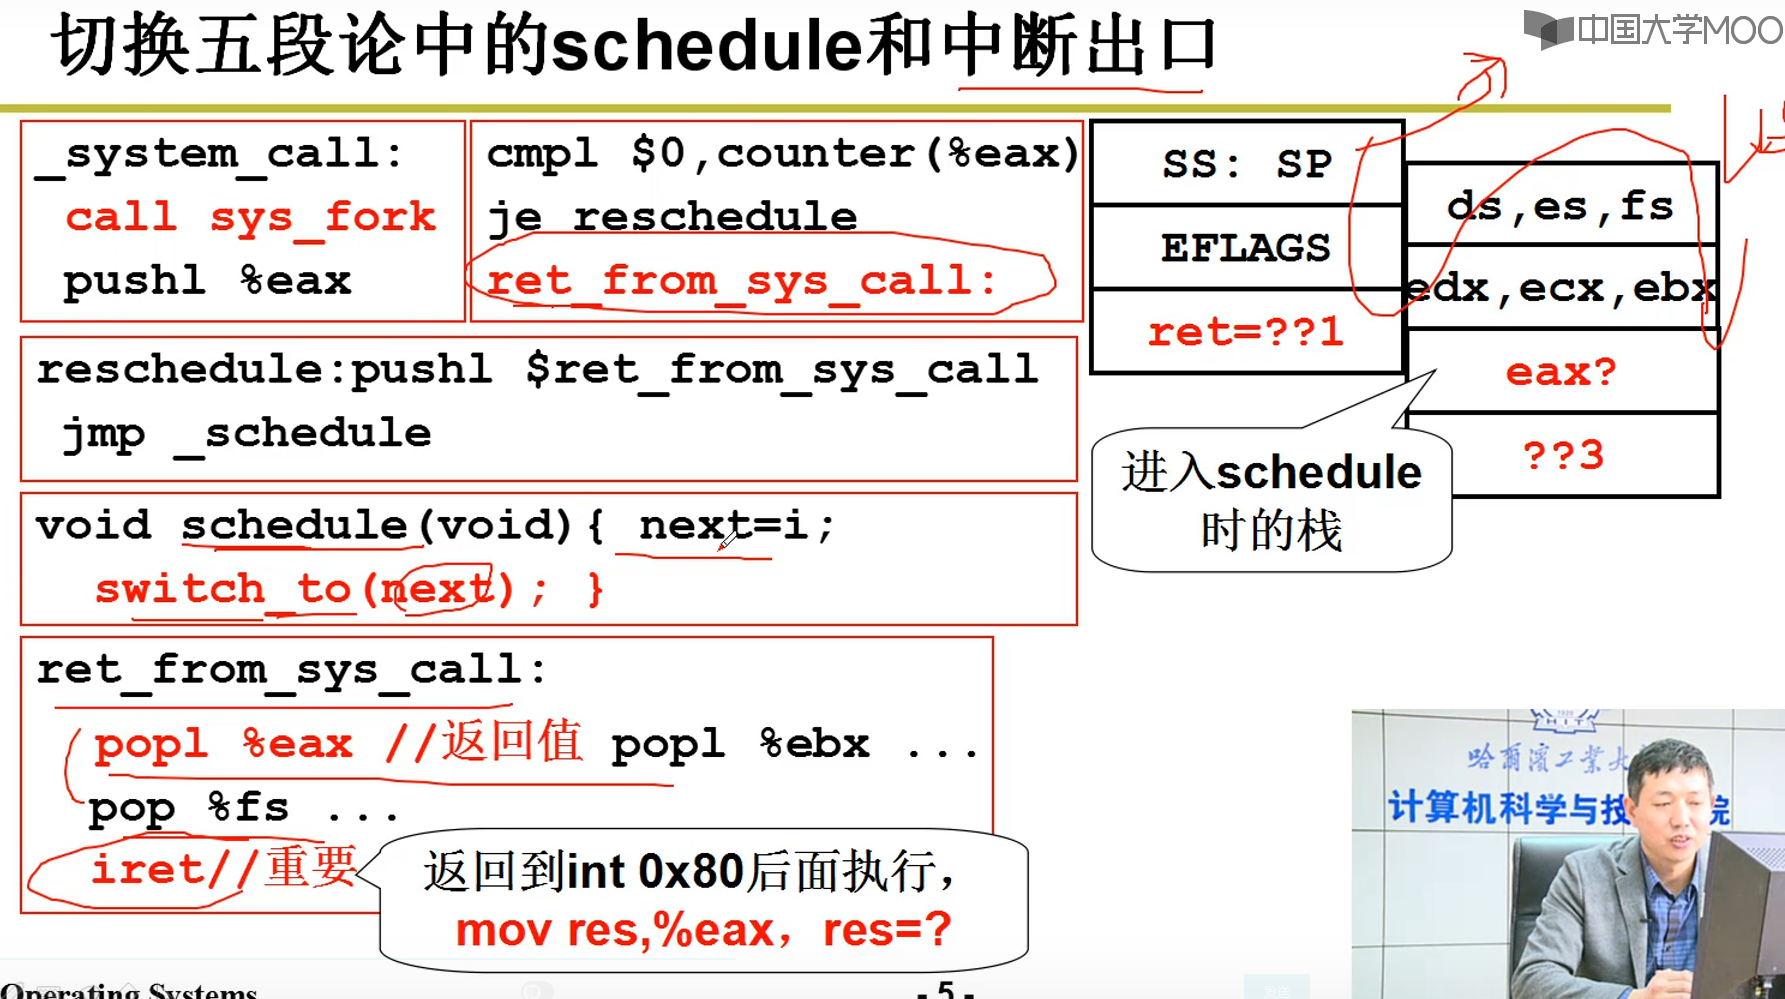 切换五段论中的schedule和中断出口
中国大学MOO
_system_call:
call sys_fork
pushl %eax
cmpl $0,counter(%eax)
je reschedule
ret_from_sys_call:
reschedule:pushl $ret_from_sys_call
jmp _schedule
void schedule(void){ next=i;
switch_to(next); }
ret_from_sys_call:
popl %eax //返回值 popl %ebx ...
pop %fs ...
iret//重要
返回到int 0x80后面执行，
mov res,%eax，res=?
SS: SP
EFLAGS
ret=??1
ds,es,fs
edx,ecx,ebx
eax?
??3
进入schedule
时的栈
哈爾濱工業大
计算机科学与技 院
Operating Systems
- 5 -